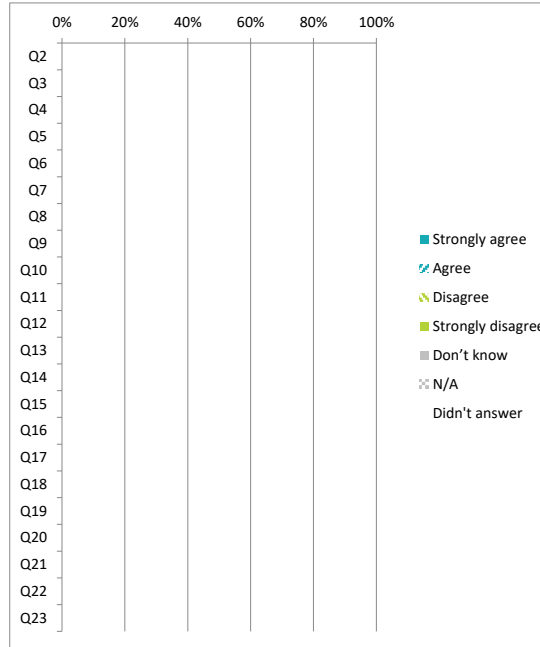 0% 20% 40% 60% 80% 100%
Q2
Q3
Q4
Q5
Q6
Q7
Q8
Q9
Q10
Q11
Q12
Q13
Q14
Q15
Q16
Q17
Q18
Q19
Q20
Q21
Q22
Q23
Strongly agree
Agree
Disagree
Strongly disagree
Don’t know
N/A
Didn't answer